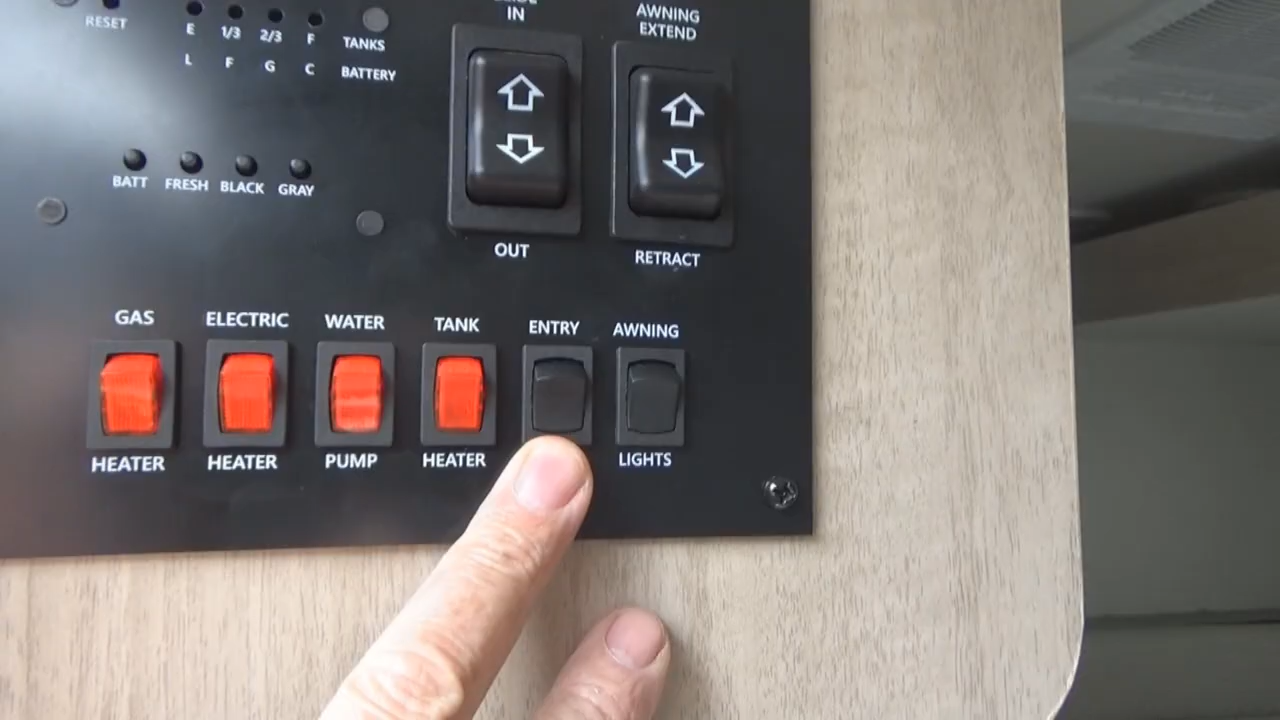 IN
AWNING
EXTEND
RESET
E 1/3 2/3 F TANKS
L F G C BATTERY
BATT FRESH BLACK GRAY
OUT
RETRACT
GAS ELECTRIC WATER TANK ENTRY AWNING
HEATER HEATER PUMP HEATER LIGHTS